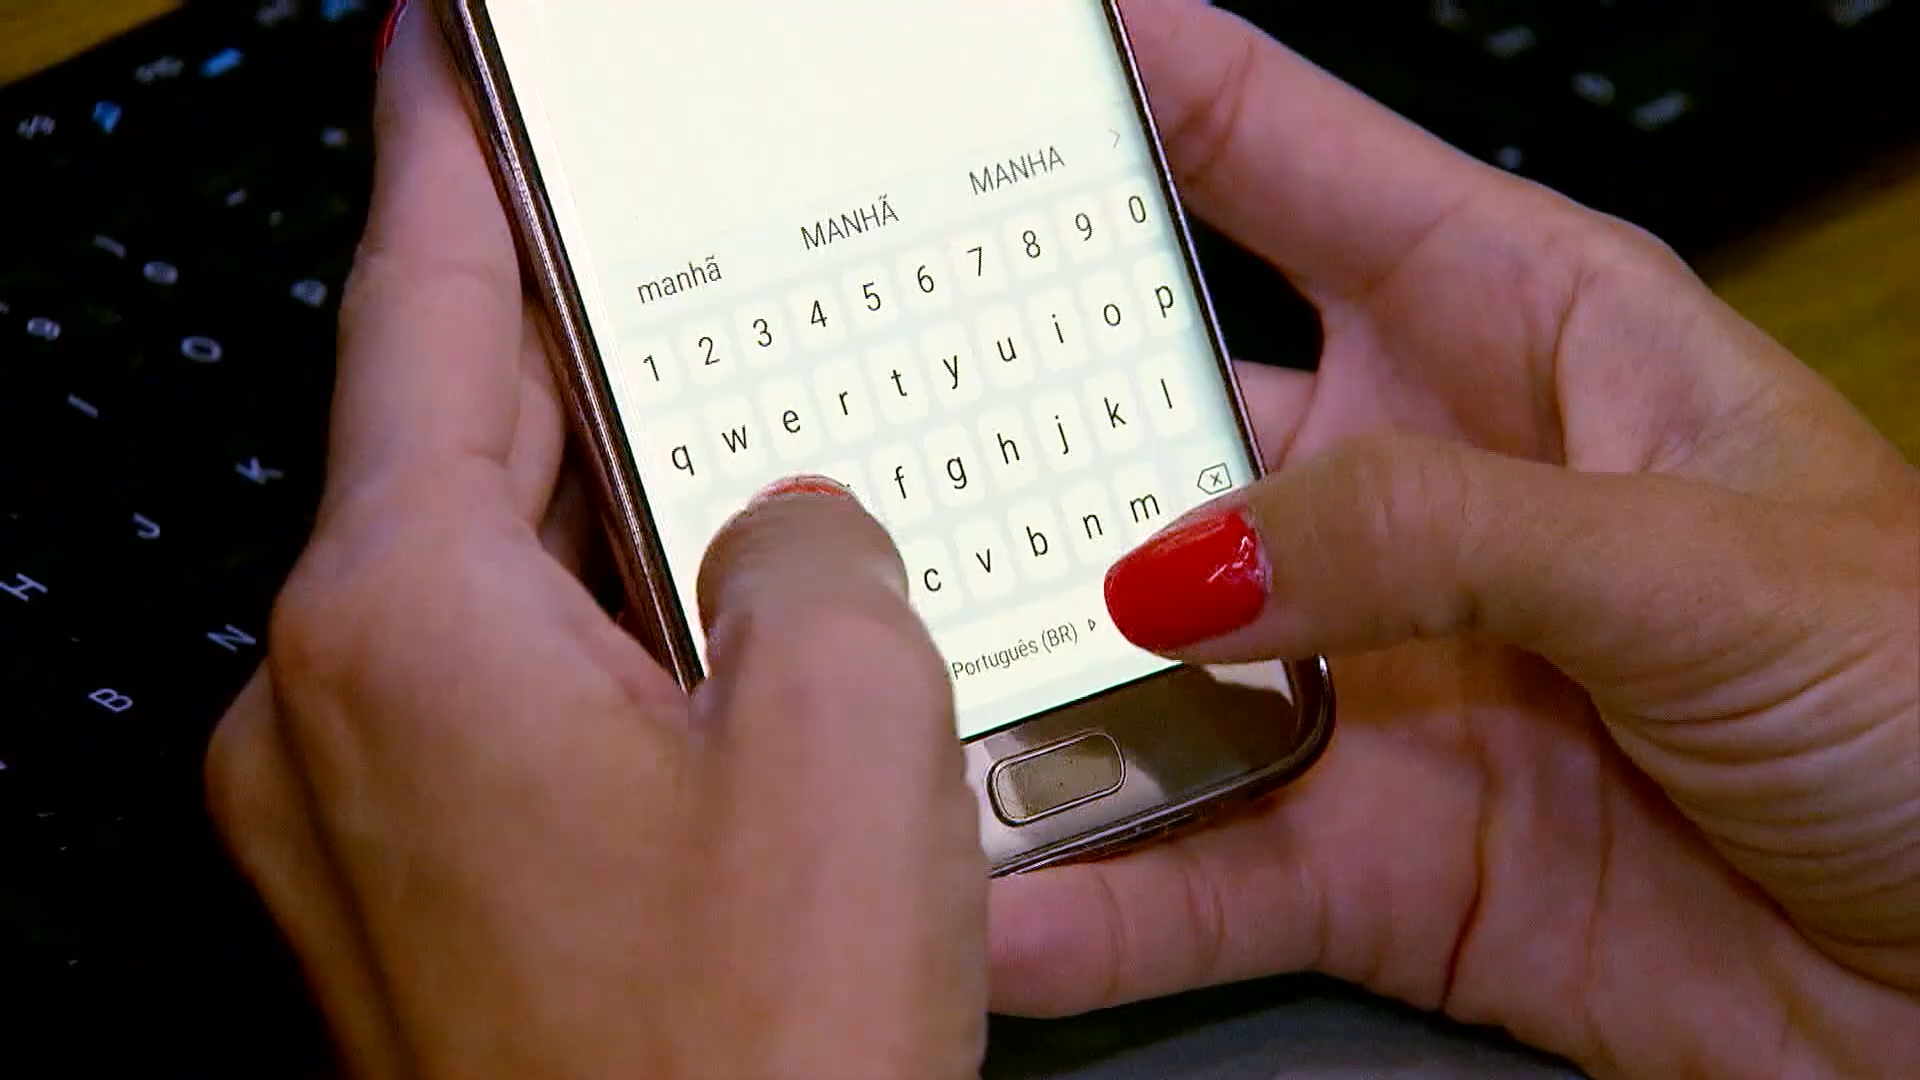 manhã MANHÃ MANHA >
1 2 3 4 5 6 7 8 9 0
q w e r t y u i o p
f g h j k l
c v b n m
Português (BR)
O K
I J N
H B